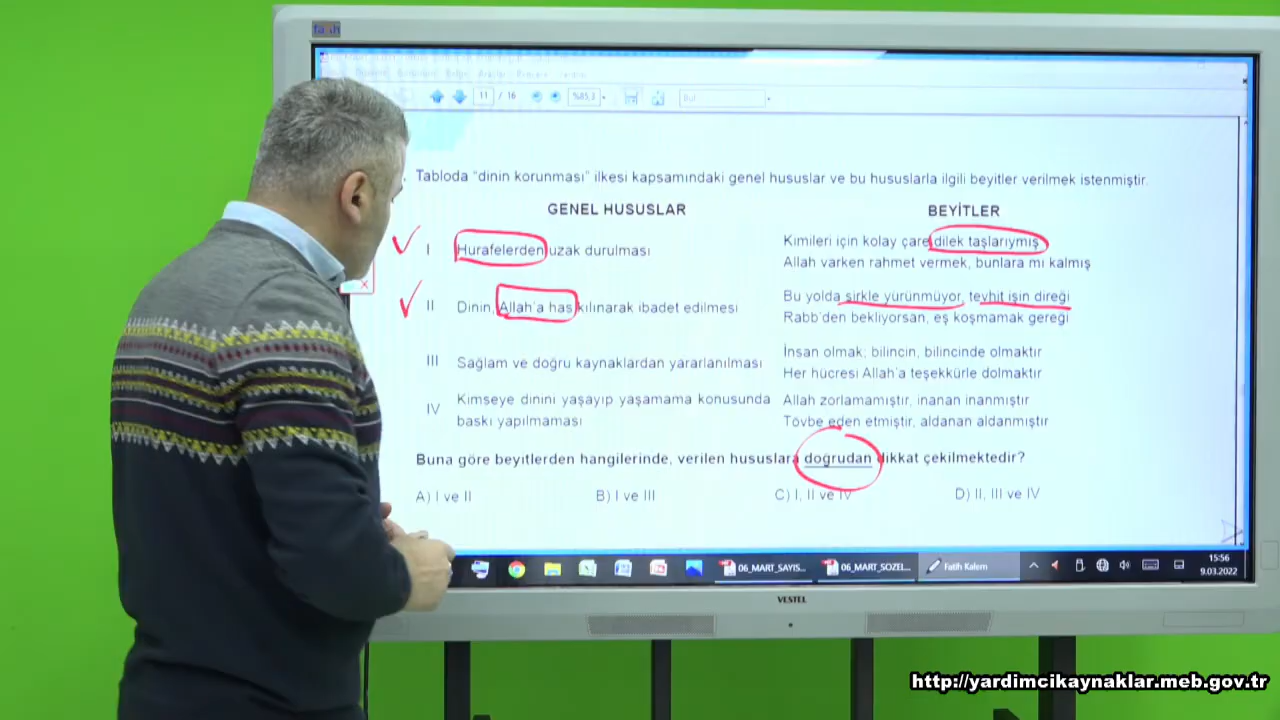 fatih
11 / 16
%85,3
Bul
Tabloda “dinin korunması” ilkesi kapsamındaki genel hususlar ve bu hususlarla ilgili beyitler verilmek istenmiştir.
GENEL HUSUSLAR
BEYİTLER
I
Hurafelerden uzak durulması
Kimileri için kolay çare dilek taşlarıymış
Allah varken rahmet vermek, bunlara mı kalmış
II
Dinin, Allah’a has kılınarak ibadet edilmesi
Bu yolda şirkle yürünmüyor, tevhit işin direği
Rabb’den bekliyorsan, eş koşmamak gereği
III
Sağlam ve doğru kaynaklardan yararlanılması
İnsan olmak; bilincin, bilincinde olmaktır
Her hücresi Allah’a teşekkürle dolmaktır
IV
Kimseye dinini yaşayıp yaşamama konusunda
baskı yapılmaması
Allah zorlamamıştır, inanan inanmıştır
Tövbe eden etmiştir, aldanan aldanmıştır
Buna göre beyitlerden hangilerinde, verilen hususlara doğrudan dikkat çekilmektedir?
A) I ve II
B) I ve III
C) I, II ve IV
D) II, III ve IV
06_MART_SAYIS...
06_MART_SOZEL...
Fatih Kalem
15:56
9.03.2022
VESTEL
http://yardimcikaynaklar.meb.gov.tr